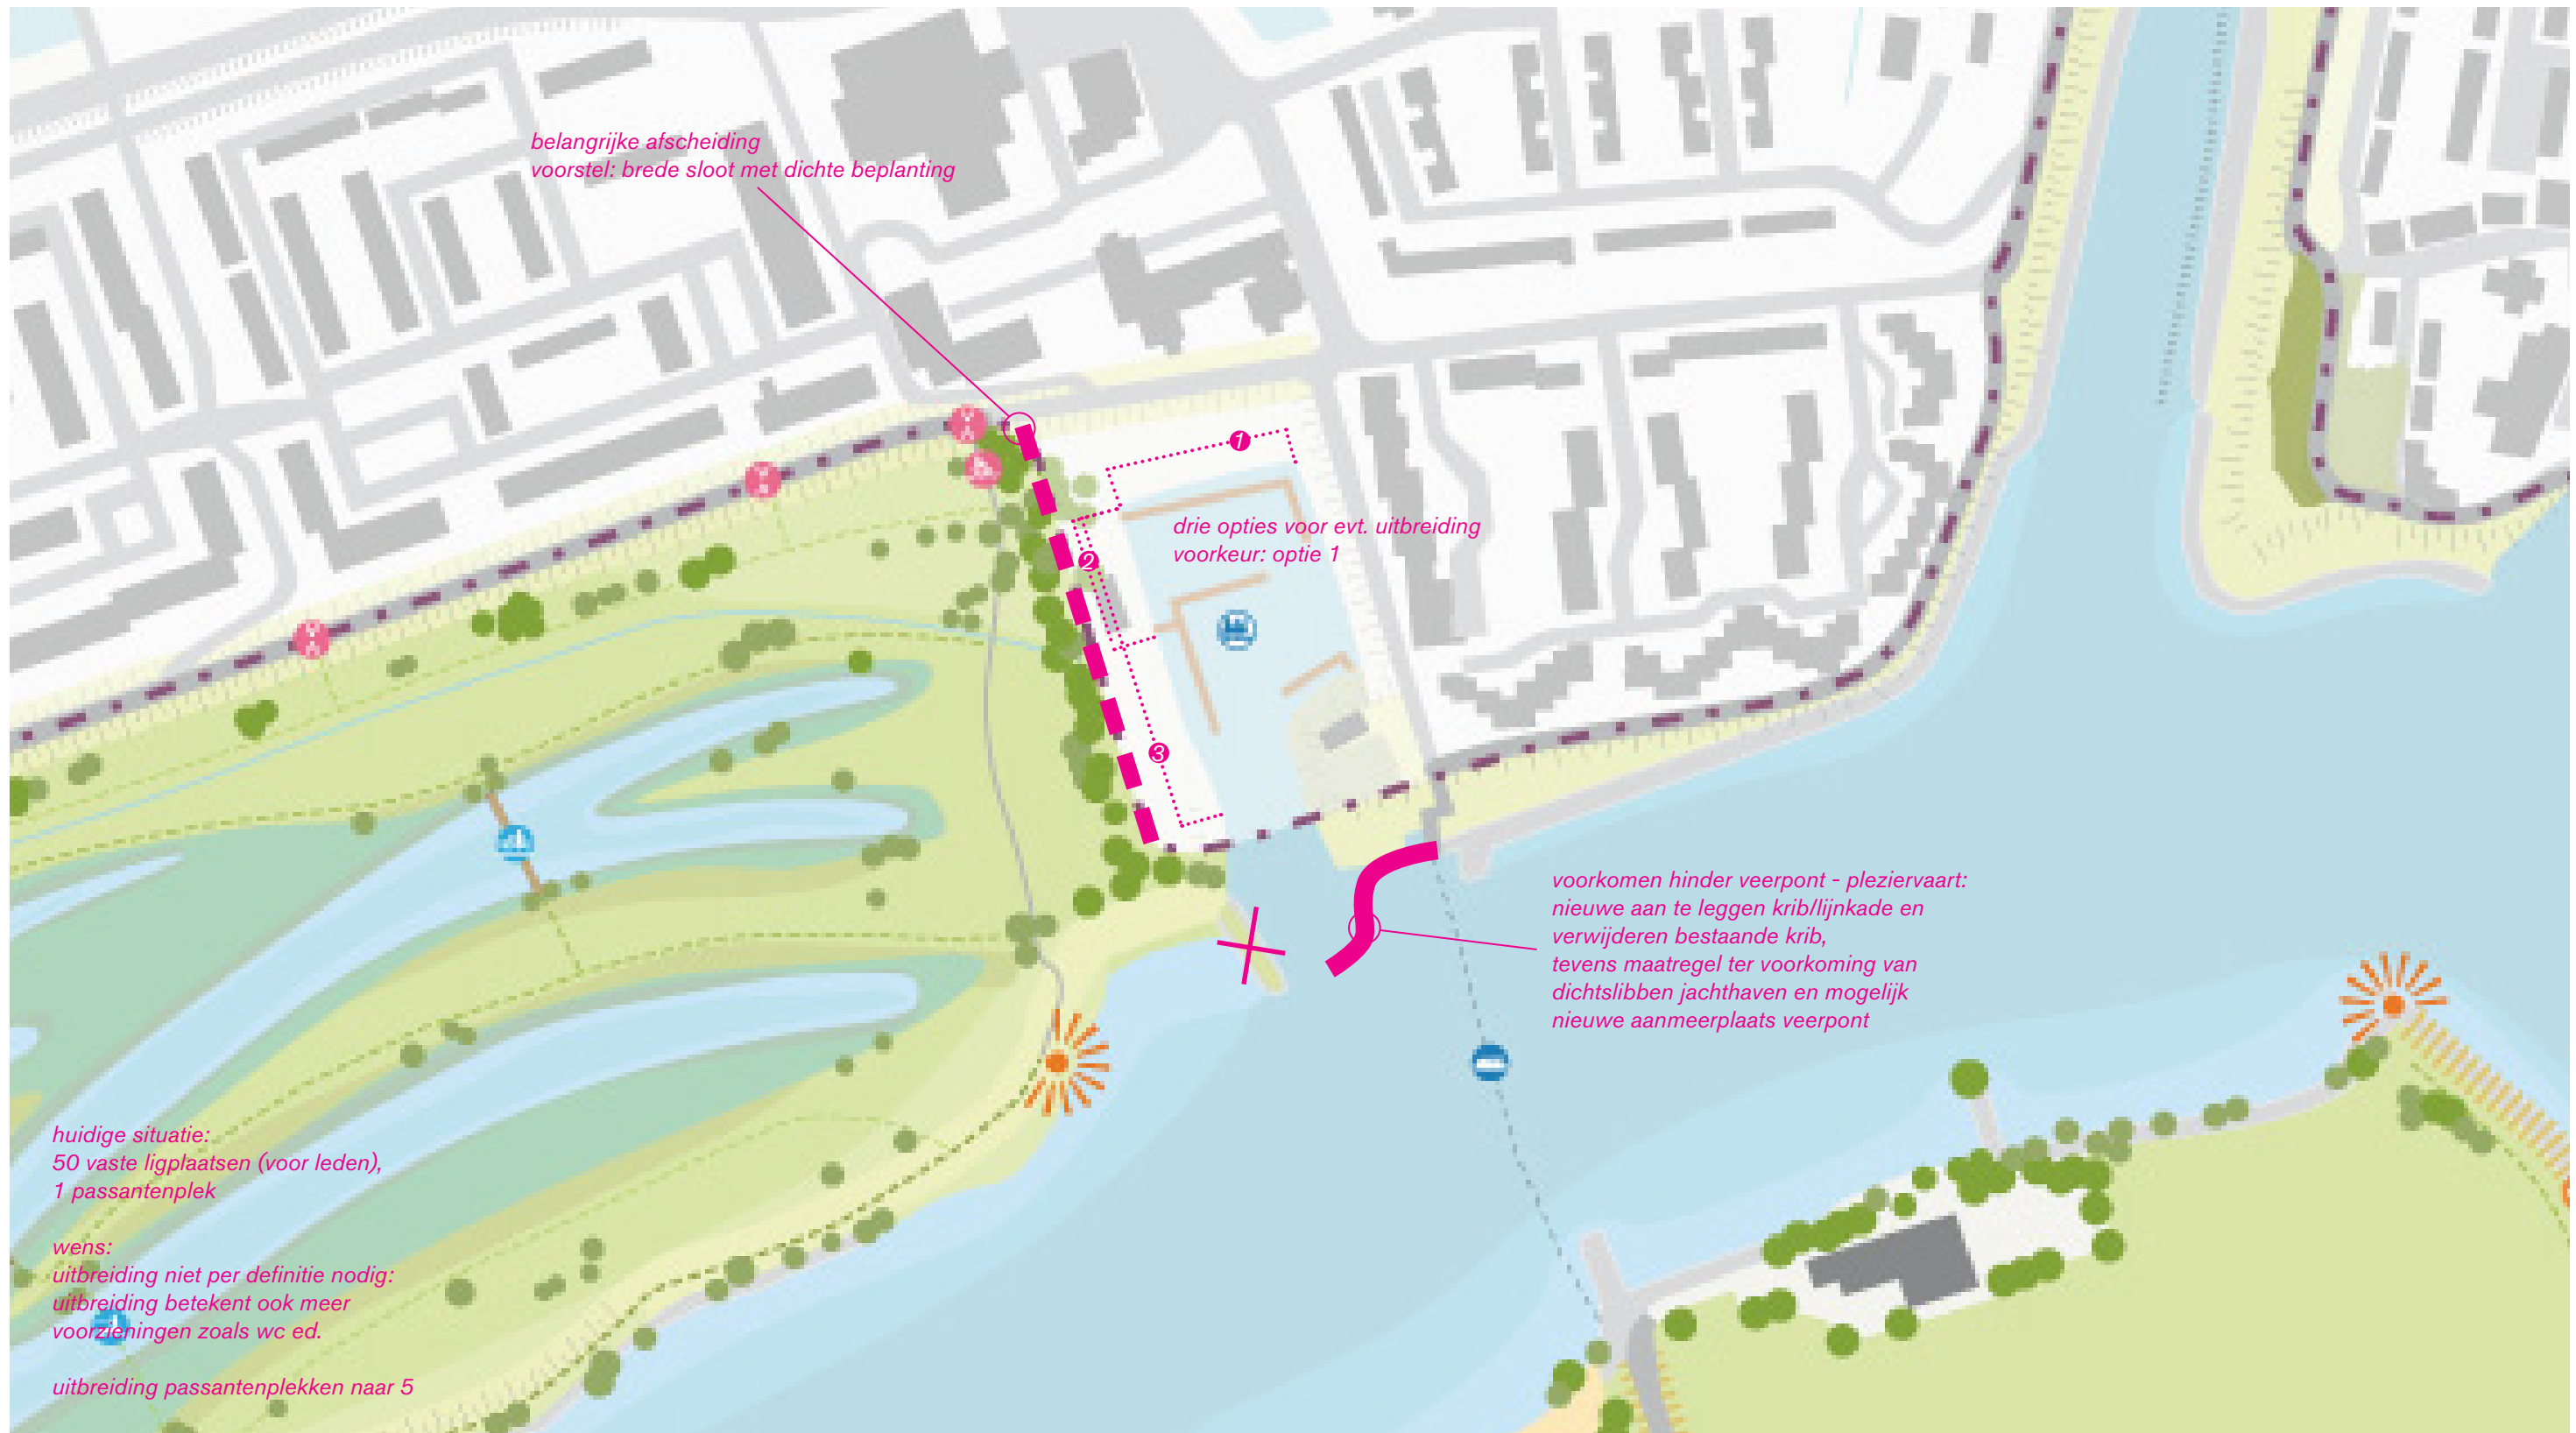 belangrijke afscheiding
voorstel: brede sloot met dichte beplanting
1
drie opties voor evt. uitbreiding
voorkeur: optie 1
2
3
voorkomen hinder veerpont - pleziervaart:
nieuwe aan te leggen krib/lijnkade en
verwijderen bestaande krib,
tevens maatregel ter voorkoming van
dichtslibben jachthaven en mogelijk
nieuwe aanmeerplaats veerpont
huidige situatie:
50 vaste ligplaatsen (voor leden),
1 passantenplek
wens:
uitbreiding niet per definitie nodig:
uitbreiding betekent ook meer
voorzieningen zoals wc ed.
uitbreiding passantenplekken naar 5